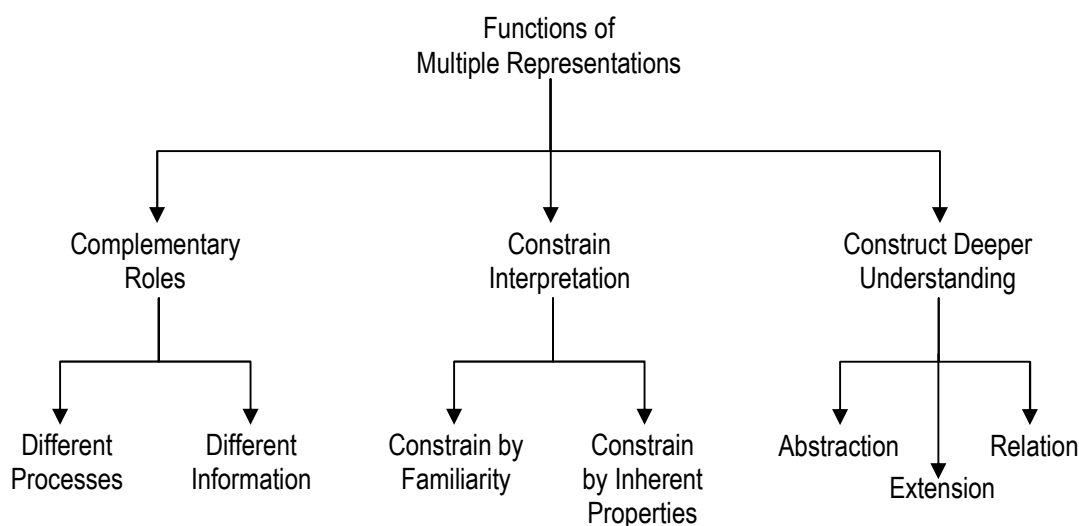 Functions of
Multiple Representations
Complementary
Roles
Constrain
Interpretation
Construct Deeper
Understanding
Different
Processes
Different
Information
Constrain by
Familiarity
Constrain
by Inherent
Properties
Abstraction
Extension
Relation